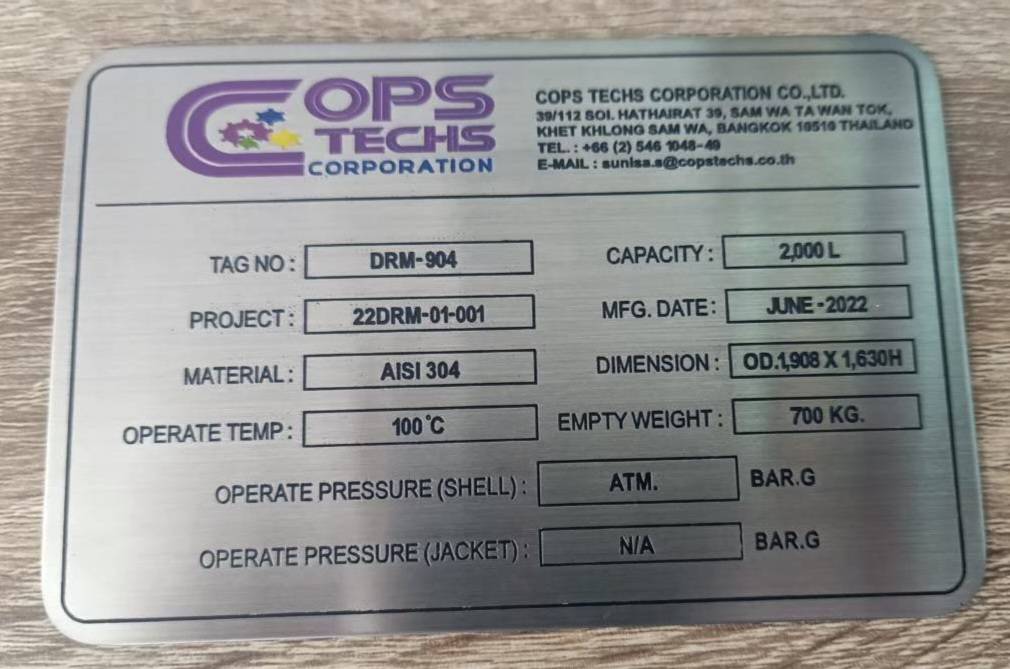 COPS
TECHS
CORPORATION
COPS TECHS CORPORATION CO.,LTD.
39/112 SOI. HATHAIRAT 39, SAM WA TA WAN TOK,
KHET KHLONG SAM WA, BANGKOK 10510 THAILAND
TEL. : +66 (2) 546 1048-49
E-MAIL : sunisa.s@copstechs.co.th
TAG NO : DRM-904 CAPACITY : 2,000 L
PROJECT : 22DRM-01-001 MFG. DATE : JUNE - 2022
MATERIAL : AISI 304 DIMENSION : OD.1,908 X 1,630H
OPERATE TEMP : 100°C EMPTY WEIGHT : 700 KG.
OPERATE PRESSURE (SHELL) : ATM. BAR.G
OPERATE PRESSURE (JACKET) : N/A BAR.G